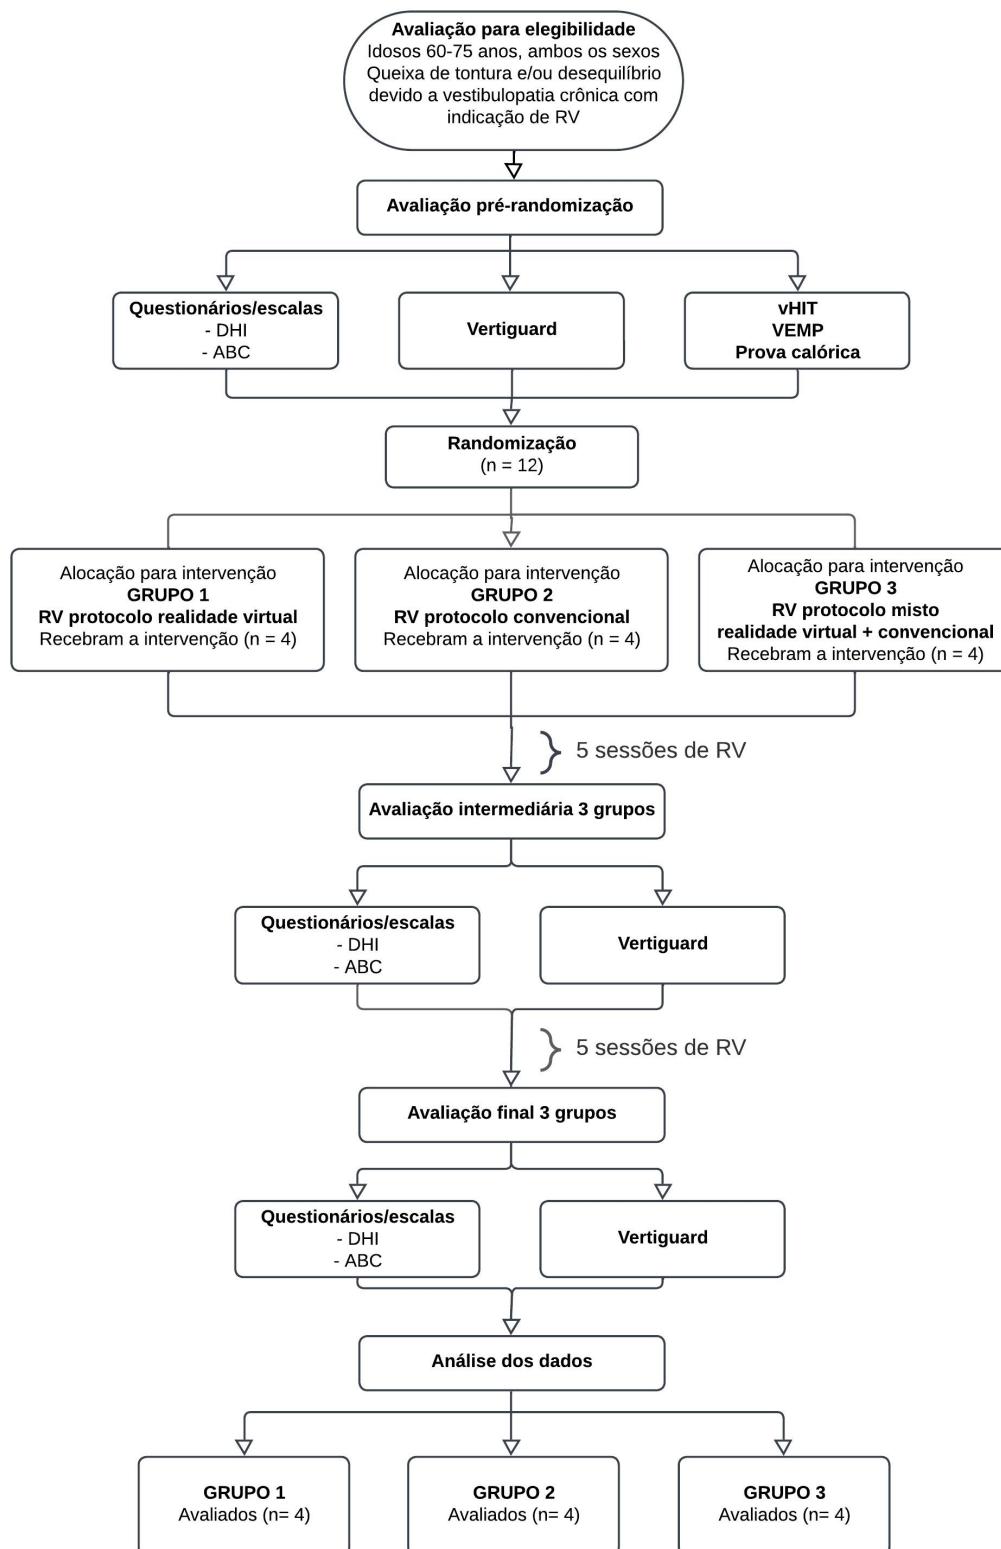 Avaliação para elegibilidade
Idosos 60-75 anos, ambos os sexos
Queixa de tontura e/ou desequilíbrio
devido a vestibulopatia crônica com
indicação de RV
Avaliação pré-randomização
Questionários/escalas
- DHI
- ABC
Vertiguard
vHIT
VEMP
Prova calórica
Randomização
(n = 12)
Alocação para intervenção
GRUPO 1
RV protocolo realidade virtual
Recebram a intervenção (n = 4)
Alocação para intervenção
GRUPO 2
RV protocolo convencional
Recebram a intervenção (n = 4)
Alocação para intervenção
GRUPO 3
RV protocolo misto
realidade virtual + convencional
Recebram a intervenção (n = 4)
5 sessões de RV
Avaliação intermediária 3 grupos
Questionários/escalas
- DHI
- ABC
Vertiguard
5 sessões de RV
Avaliação final 3 grupos
Questionários/escalas
- DHI
- ABC
Vertiguard
Análise dos dados
GRUPO 1
Avaliados (n= 4)
GRUPO 2
Avaliados (n= 4)
GRUPO 3
Avaliados (n= 4)